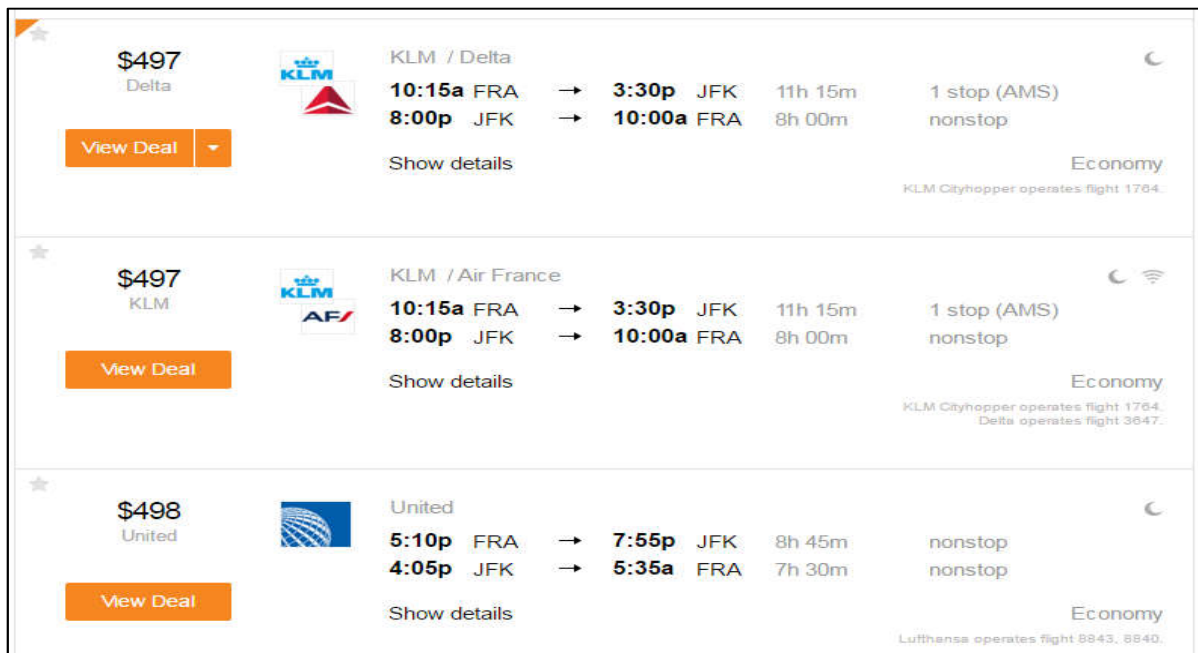 $497
Delta
View Deal
KLM
KLM / Delta
10:15a FRA → 3:30p JFK 11h 15m 1 stop (AMS)
8:00p JFK → 10:00a FRA 8h 00m nonstop
Show details
Economy
KLM Cityhopper operates flight 1764.
$497
KLM
View Deal
KLM
AF
KLM / Air France
10:15a FRA → 3:30p JFK 11h 15m 1 stop (AMS)
8:00p JFK → 10:00a FRA 8h 00m nonstop
Show details
Economy
KLM Cityhopper operates flight 1764.
Delta operates flight 3647.
$498
United
View Deal
United
5:10p FRA → 7:55p JFK 8h 45m nonstop
4:05p JFK → 5:35a FRA 7h 30m nonstop
Show details
Economy
Lufthansa operates flight 8843, 8840.